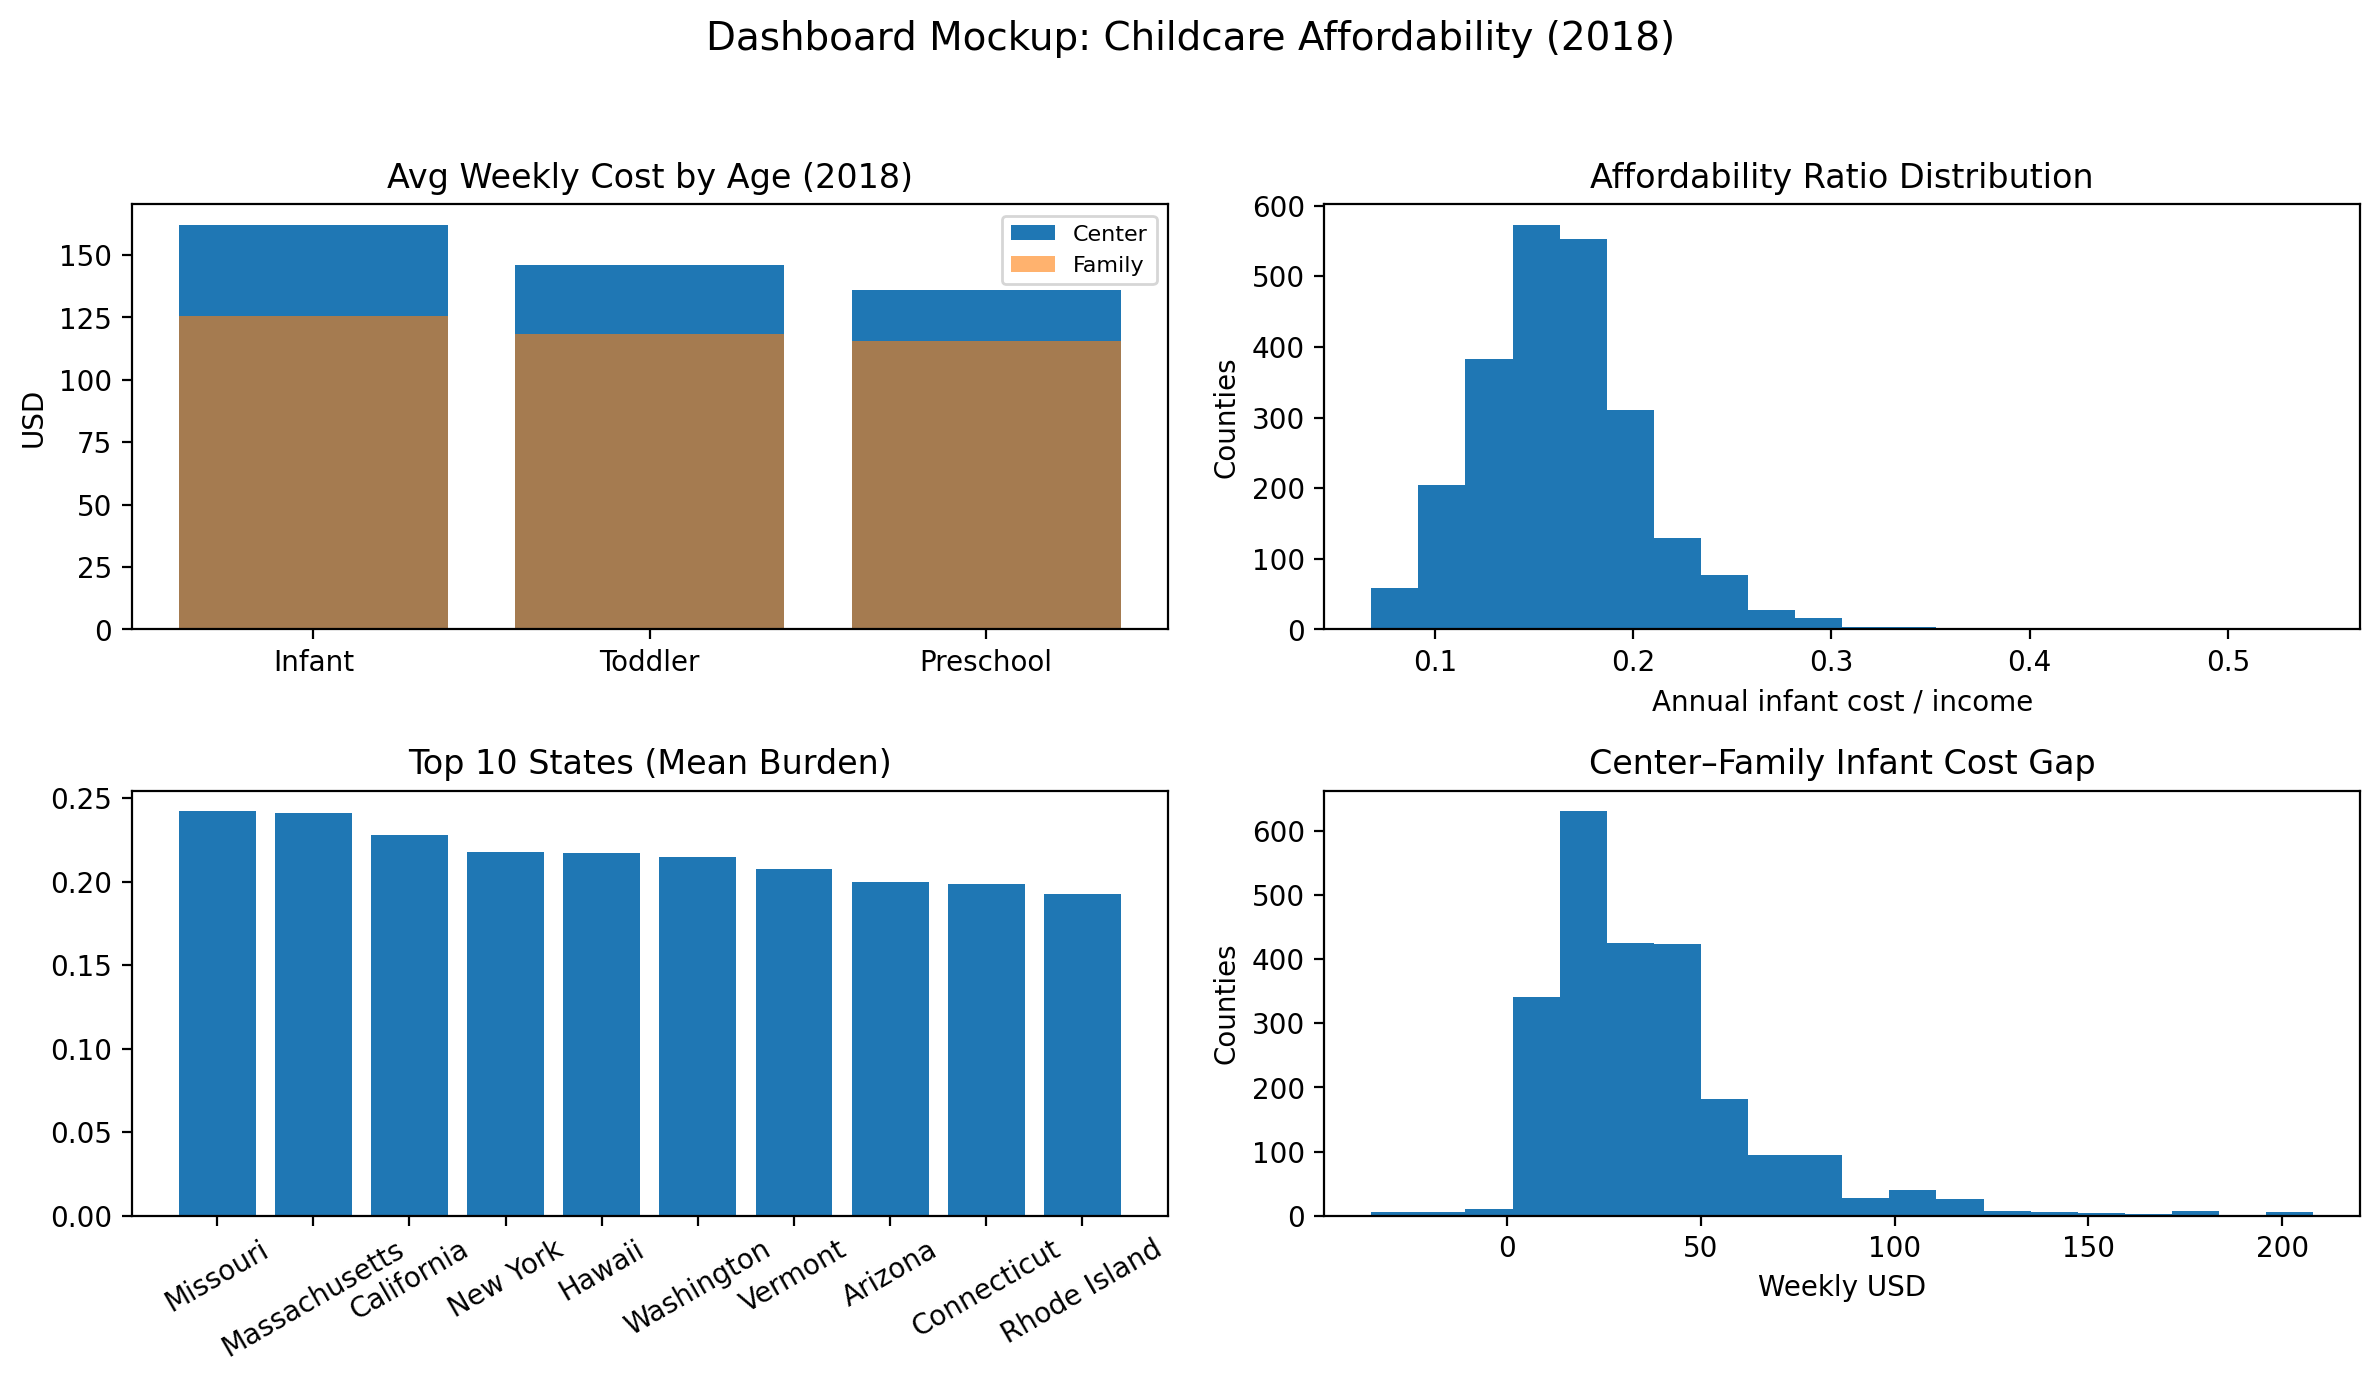 Dashboard Mockup: Childcare Affordability (2018)
Avg Weekly Cost by Age (2018)
USD
150
125
100
75
50
25
0
Center
Family
Infant
Toddler
Preschool
Affordability Ratio Distribution
Counties
600
500
400
300
200
100
0
0.1
0.2
0.3
0.4
0.5
Annual infant cost / income
Top 10 States (Mean Burden)
0.25
0.20
0.15
0.10
0.05
0.00
Missouri
Massachusetts
California
New York
Hawaii
Washington
Vermont
Arizona
Connecticut
Rhode Island
Center–Family Infant Cost Gap
Counties
600
500
400
300
200
100
0
0
50
100
150
200
Weekly USD